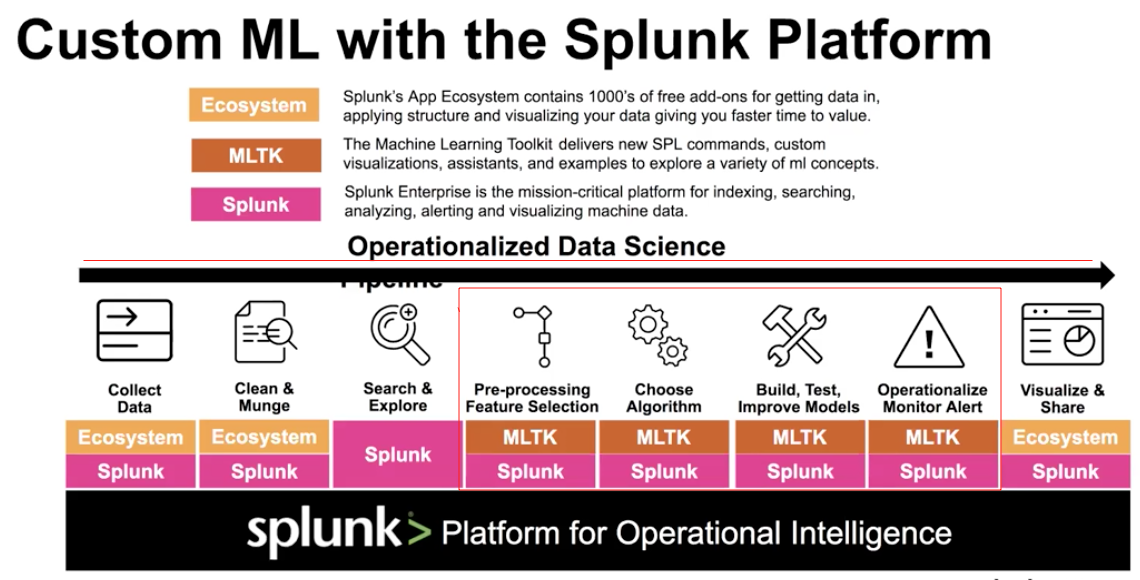 Custom ML with the Splunk Platform
Ecosystem
Splunk's App Ecosystem contains 1000's of free add-ons for getting data in,
applying structure and visualizing your data giving you faster time to value.
MLTK
The Machine Learning Toolkit delivers new SPL commands, custom
visualizations, assistants, and examples to explore a variety of ml concepts.
Splunk
Splunk Enterprise is the mission-critical platform for indexing, searching,
analyzing, alerting and visualizing machine data.
Operationalized Data Science
Pipeline
Collect
Data
Clean &
Munge
Search &
Explore
Pre-processing
Feature Selection
Choose
Algorithm
Build, Test,
Improve Models
Operationalize
Monitor Alert
Visualize &
Share
Ecosystem
Splunk
Ecosystem
Splunk
Splunk
MLTK
Splunk
MLTK
Splunk
MLTK
Splunk
MLTK
Splunk
Ecosystem
Splunk
splunk> Platform for Operational Intelligence